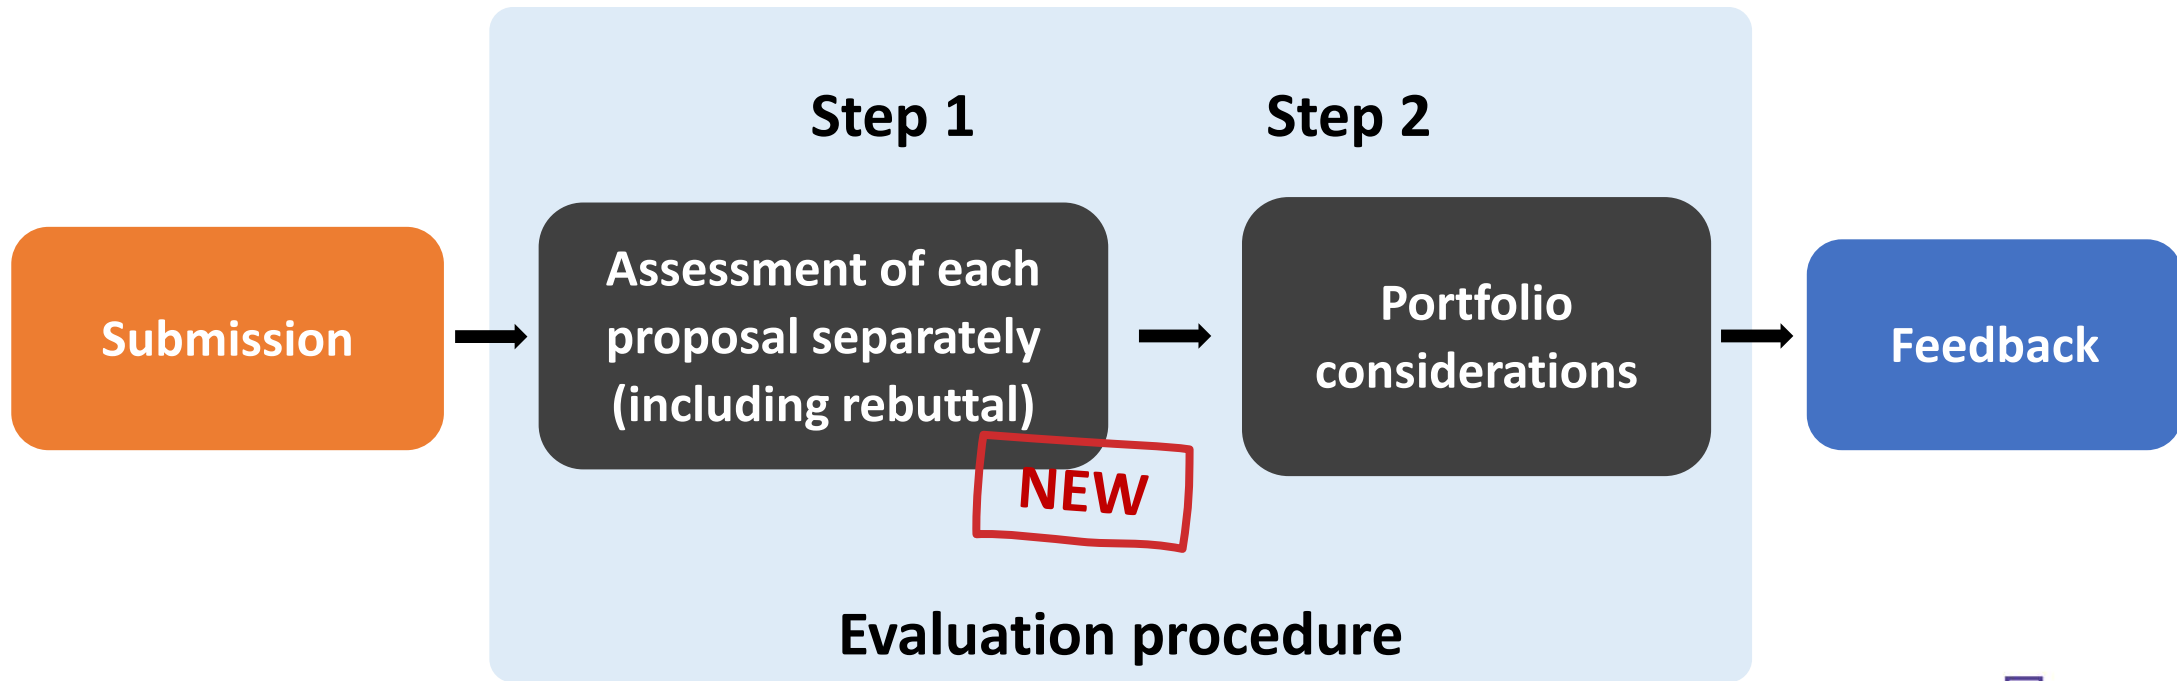 Step 1
Step 2
Submission
Assessment of each
proposal separately
(including rebuttal)
NEW
Portfolio
considerations
Feedback
Evaluation procedure